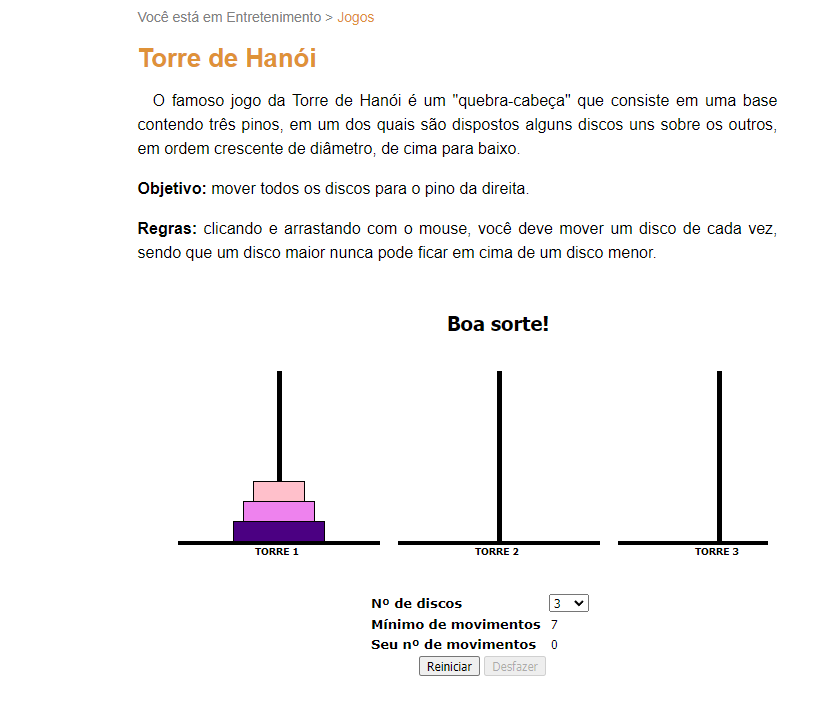 Você está em Entretenimento > Jogos
Torre de Hanói
O famoso jogo da Torre de Hanói é um "quebra-cabeça" que consiste em uma base
contendo três pinos, em um dos quais são dispostos alguns discos uns sobre os outros,
em ordem crescente de diâmetro, de cima para baixo.
Objetivo: mover todos os discos para o pino da direita.
Regras: clicando e arrastando com o mouse, você deve mover um disco de cada vez,
sendo que um disco maior nunca pode ficar em cima de um disco menor.
Boa sorte!
TORRE 1 TORRE 2 TORRE 3
Nº de discos 3
Mínimo de movimentos 7
Seu nº de movimentos 0
Reiniciar Desfazer